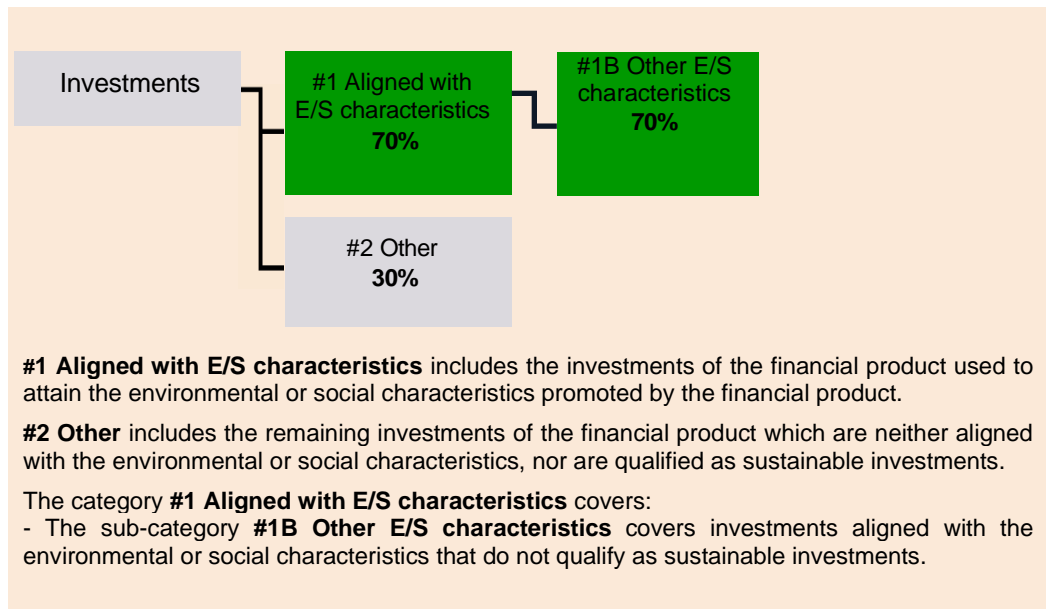 Investments
#1 Aligned with
E/S characteristics
70%
#1B Other E/S
characteristics
70%
#2 Other
30%
#1 Aligned with E/S characteristics includes the investments of the financial product used to
attain the environmental or social characteristics promoted by the financial product.
#2 Other includes the remaining investments of the financial product which are neither aligned
with the environmental or social characteristics, nor are qualified as sustainable investments.
The category #1 Aligned with E/S characteristics covers:
- The sub-category #1B Other E/S characteristics covers investments aligned with the
environmental or social characteristics that do not qualify as sustainable investments.